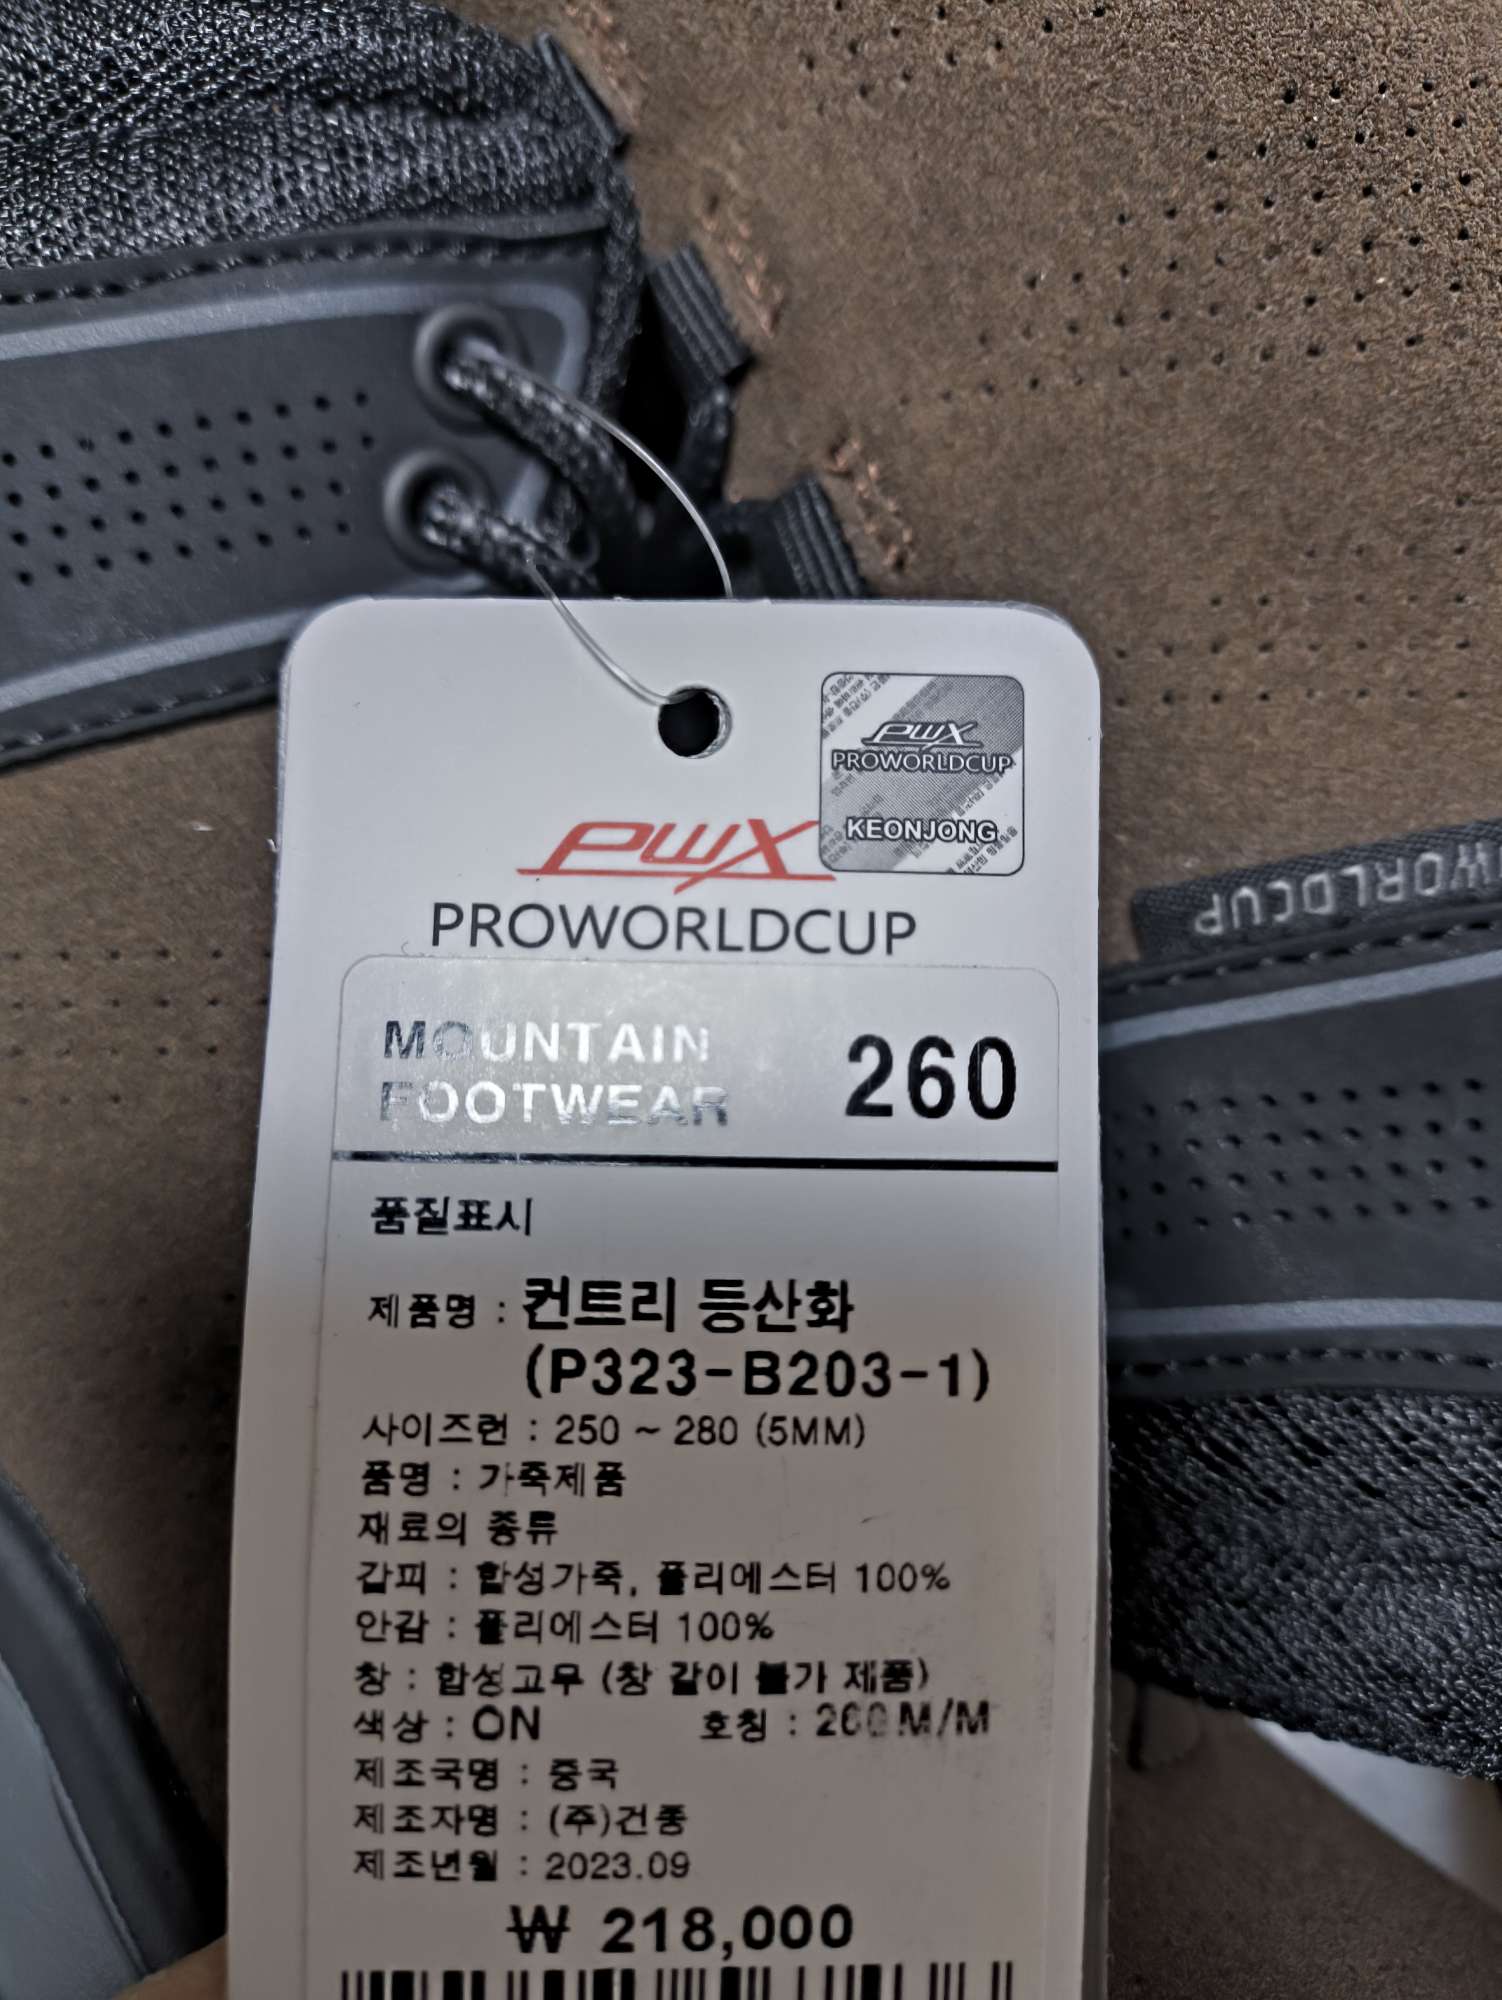 PWX
PROWORLDCUP
KEONJONG
PWX
PROWORLDCUP
WORLDCUP
MOUNTAIN
FOOTWEAR
260
품질표시
제품명 : 컨트리 등산화
(P323-B203-1)
사이즈런 : 250 ~ 280 (5MM)
품명 : 가죽제품
재료의 종류
갑피 : 합성가죽, 폴리에스터 100%
안감 : 폴리에스터 100%
창 : 합성고무 (창 갈이 불가 제품)
색상 : ON 호칭 : 260 M/M
제조국명 : 중국
제조자명 : (주)건종
제조년월 : 2023.09
₩ 218,000